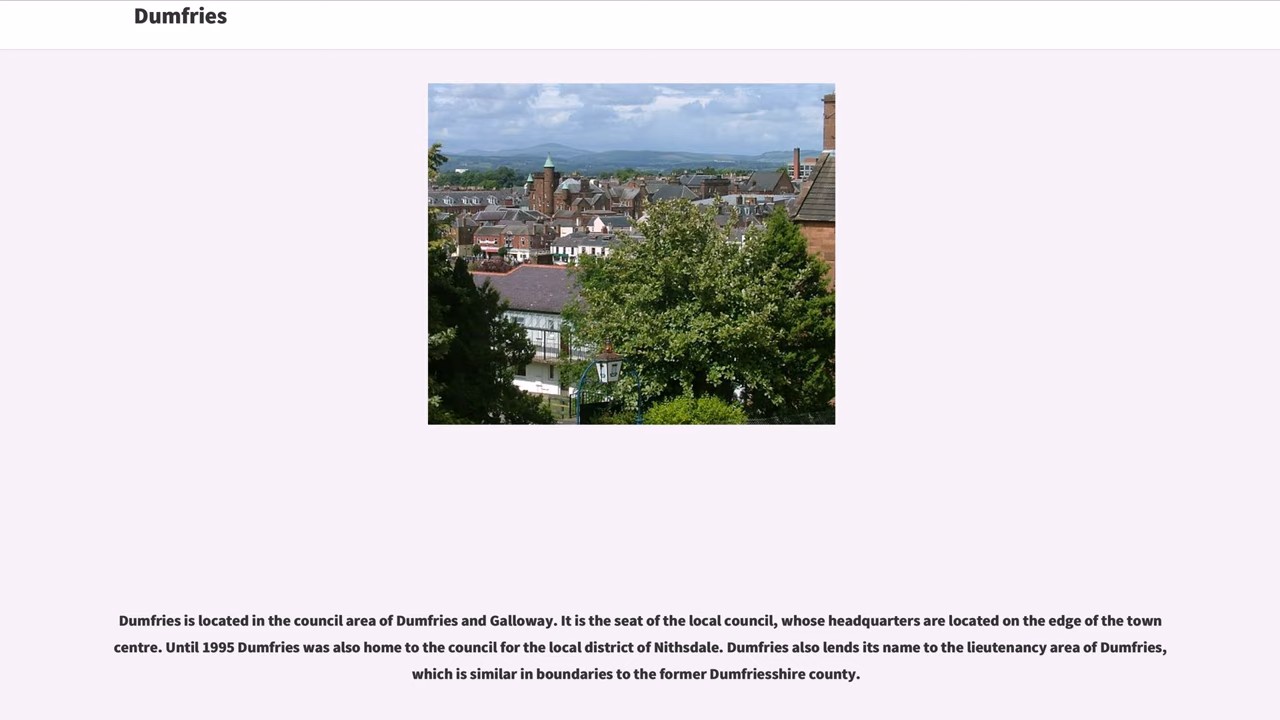 Dumfries
Dumfries is located in the council area of Dumfries and Galloway. It is the seat of the local council, whose headquarters are located on the edge of the town
centre. Until 1995 Dumfries was also home to the council for the local district of Nithsdale. Dumfries also lends its name to the lieutenancy area of Dumfries,
which is similar in boundaries to the former Dumfriesshire county.